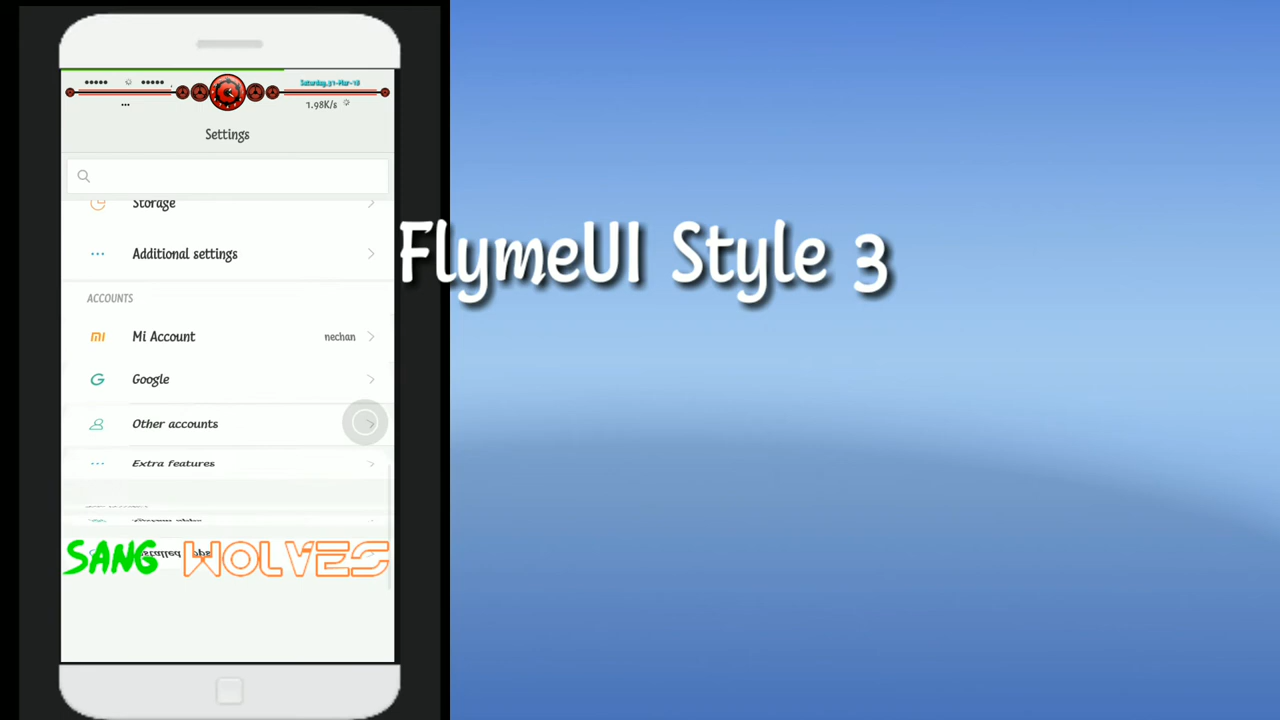 Saturday,31-Mar-18
1.98K/s
Settings
Storage
Additional settings
ACCOUNTS
Mi Account nechan
Google
Other accounts
Extra features
SANG WOLVES
FlymeUI Style 3